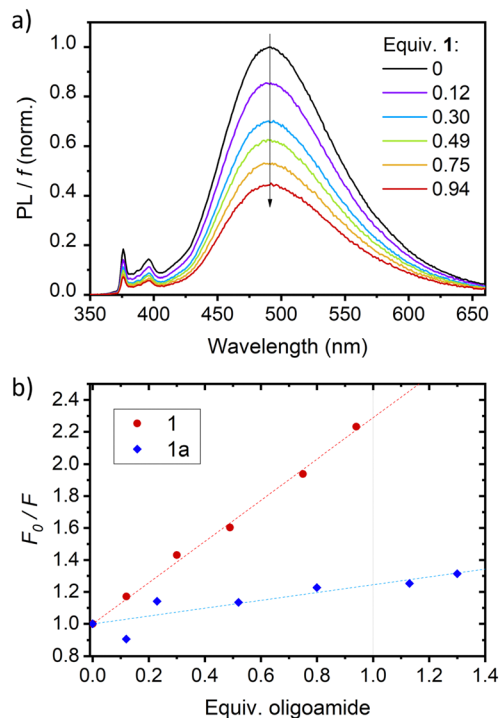 a)
1.0
0.8
0.6
0.4
0.2
0.0
PL / f (norm.)
Equiv. 1:
0
0.12
0.30
0.49
0.75
0.94
350 400 450 500 550 600 650
Wavelength (nm)
b)
2.4
2.2
2.0
1.8
1.6
1.4
1.2
1.0
0.8
F0 / F
1
1a
0.0 0.2 0.4 0.6 0.8 1.0 1.2 1.4
Equiv. oligoamide